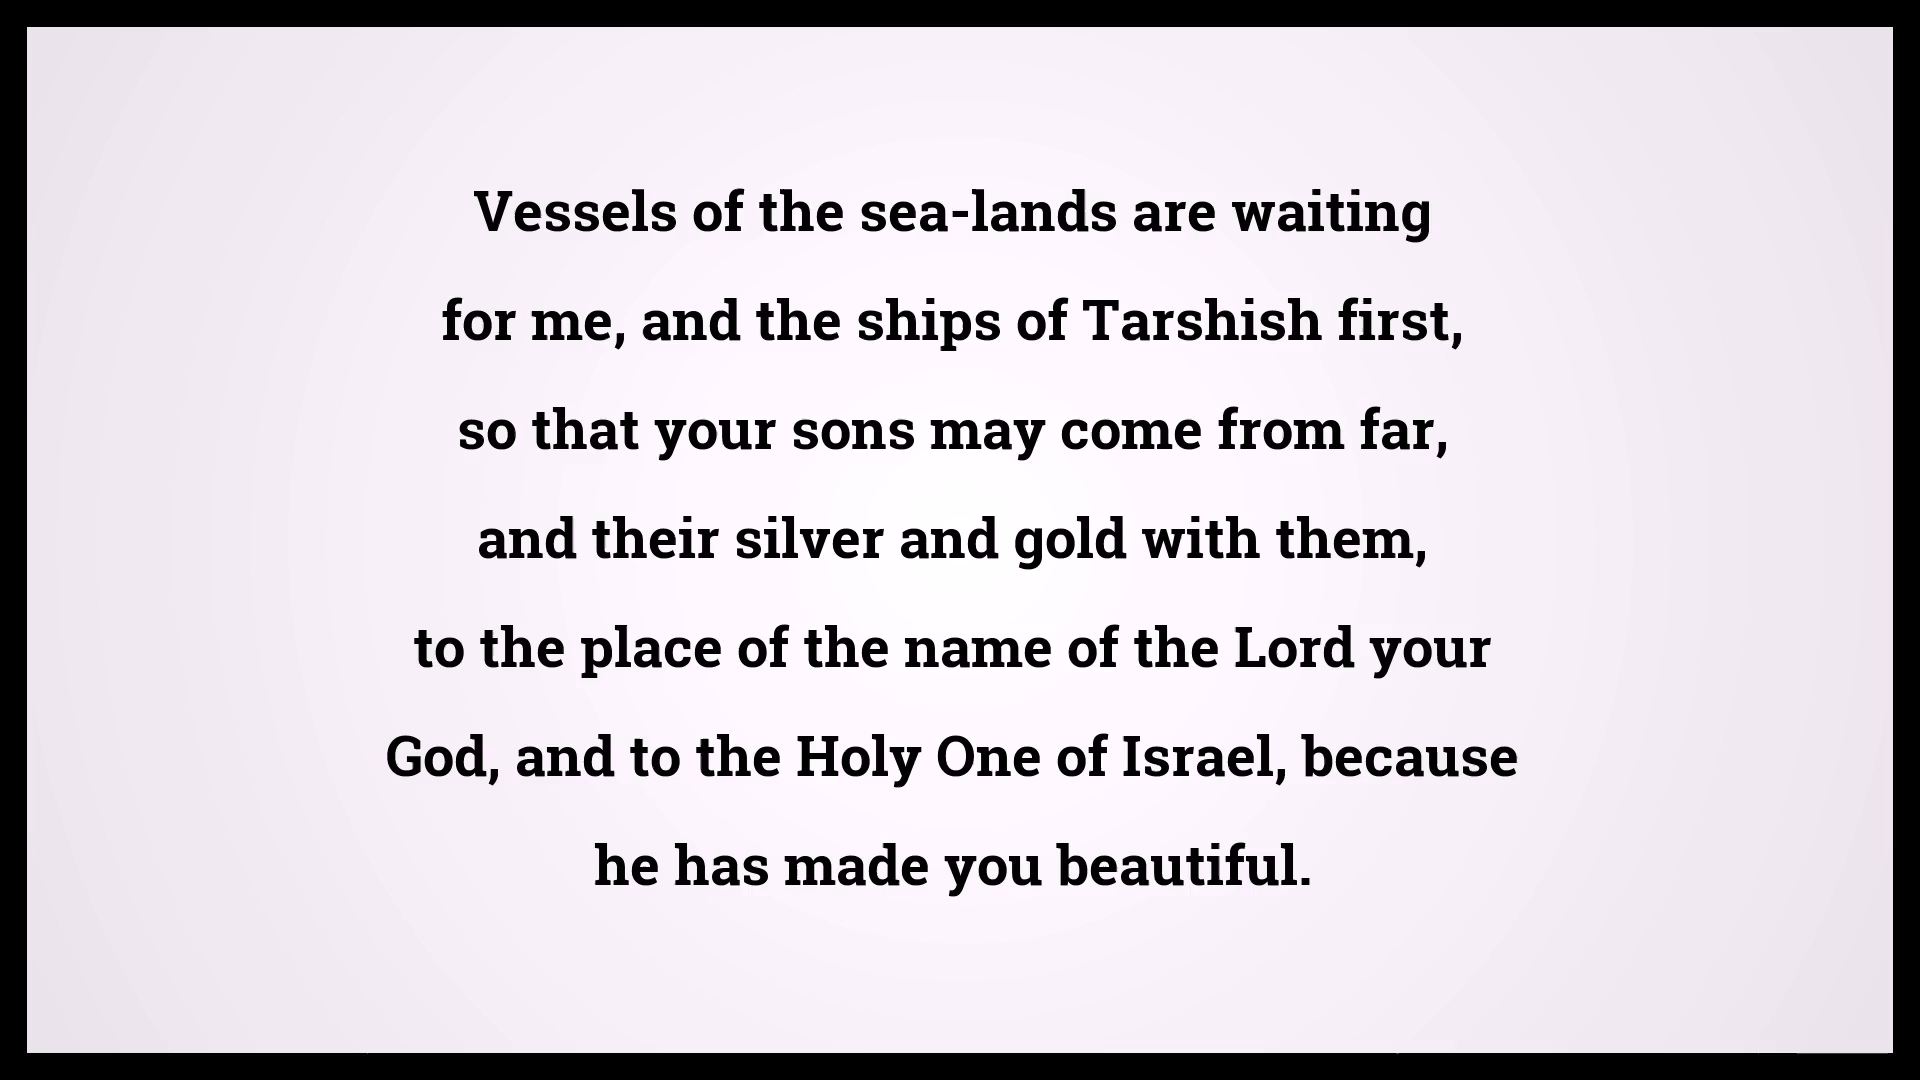 Vessels of the sea-lands are waiting
for me, and the ships of Tarshish first,
so that your sons may come from far,
and their silver and gold with them,
to the place of the name of the Lord your
God, and to the Holy One of Israel, because
he has made you beautiful.